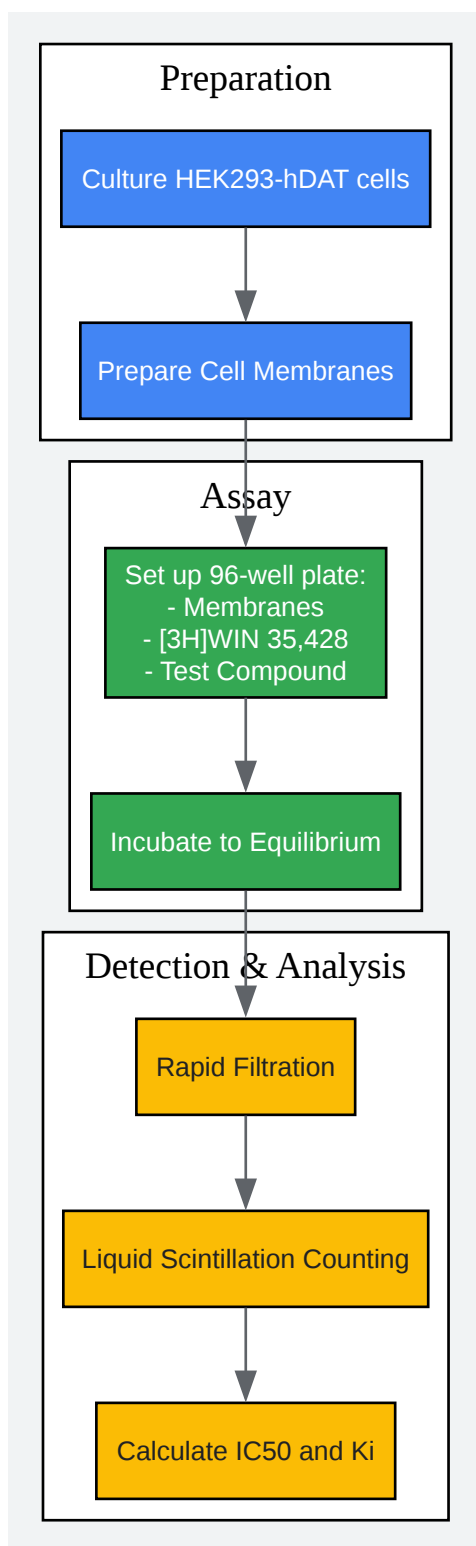 Preparation
Culture HEK293-hDAT cells
Prepare Cell Membranes
Assay
Set up 96-well plate:
- Membranes
- [3H]WIN 35,428
- Test Compound
Incubate to Equilibrium
Detection & Analysis
Rapid Filtration
Liquid Scintillation Counting
Calculate IC50 and Ki